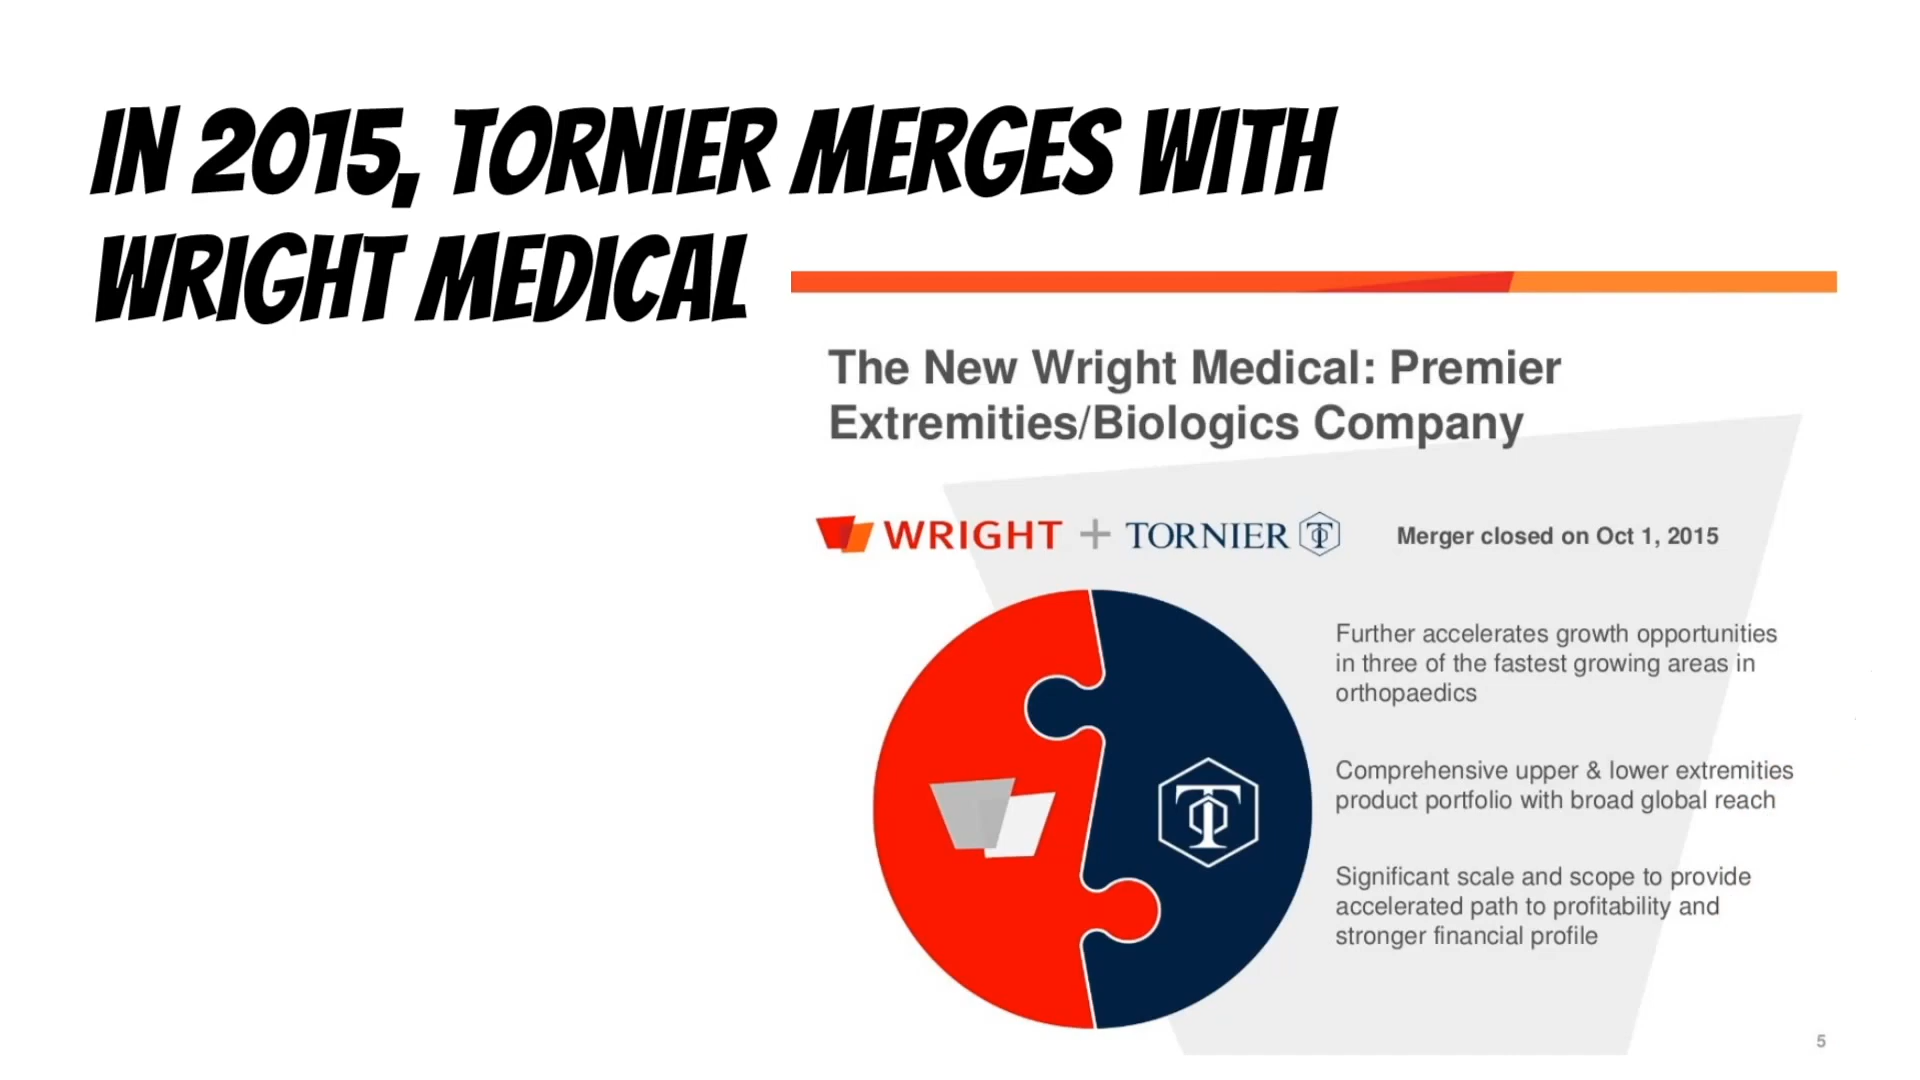 IN 2015, TORNIER MERGES WITH
WRIGHT MEDICAL
The New Wright Medical: Premier
Extremities/Biologics Company
WRIGHT + TORNIER
Merger closed on Oct 1, 2015
Further accelerates growth opportunities
in three of the fastest growing areas in
orthopaedics
Comprehensive upper & lower extremities
product portfolio with broad global reach
Significant scale and scope to provide
accelerated path to profitability and
stronger financial profile
5